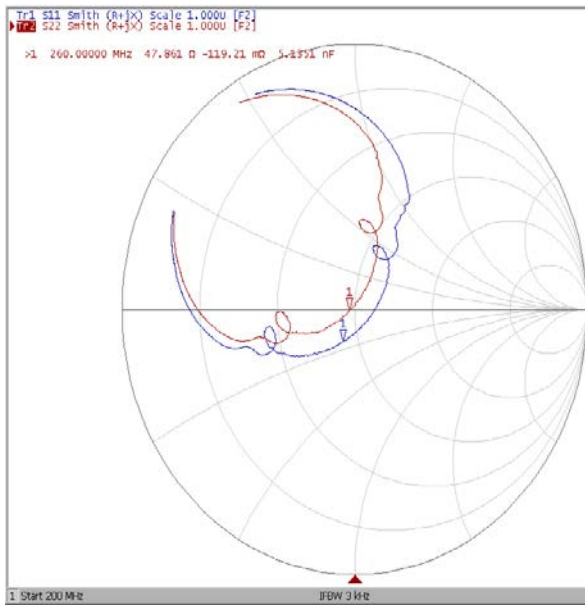 Tr1 S11 Smith (R+jX) Scale 1.000U [F2]
Tr2 S22 Smith (R+jX) Scale 1.000U [F2]
>1 260.00000 MHz 47.861 Ω -119.21 mΩ 5.1351 nF
1
1
1 Start 200 MHz IFBW 3 kHz